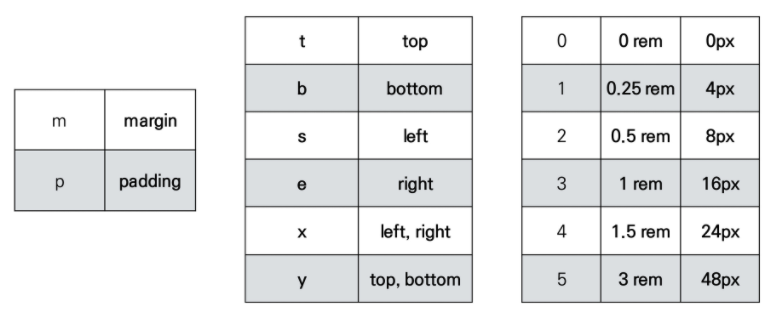 m margin
p padding
t top
b bottom
s left
e right
x left, right
y top, bottom
0 0 rem 0px
1 0.25 rem 4px
2 0.5 rem 8px
3 1 rem 16px
4 1.5 rem 24px
5 3 rem 48px